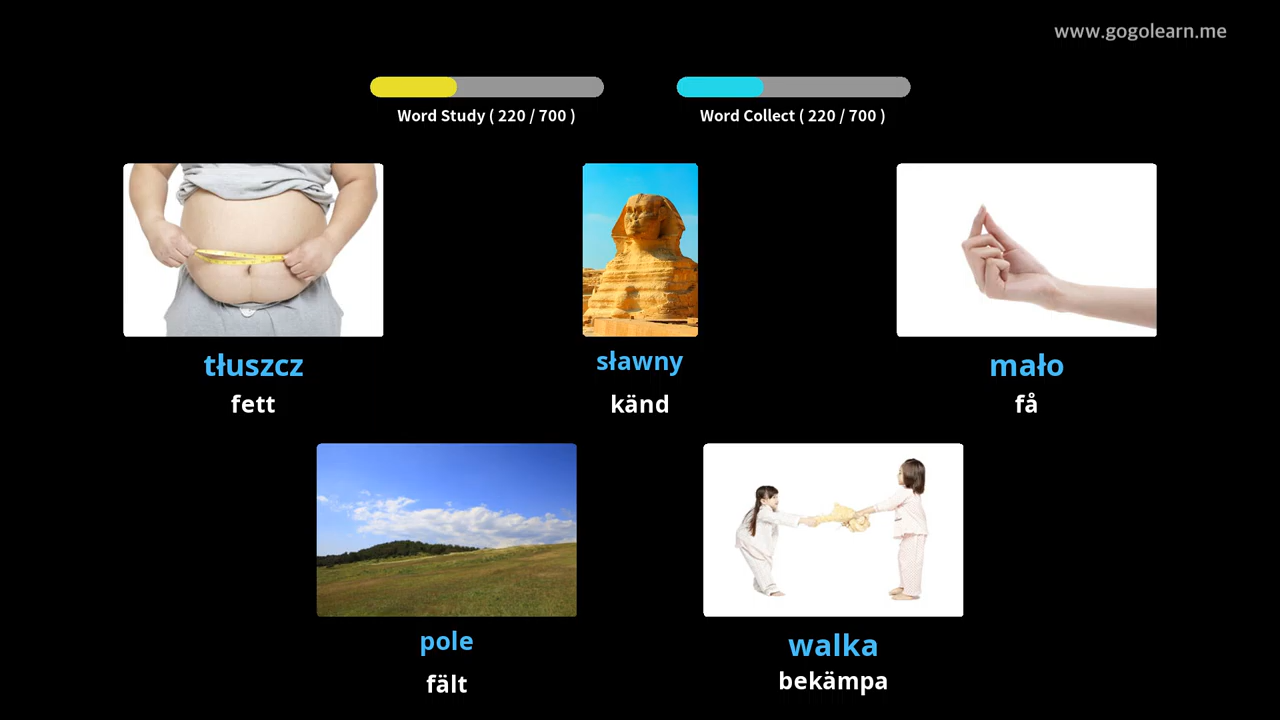 www.gogolearn.me
Word Study ( 220 / 700 )
Word Collect ( 220 / 700 )
tłuszcz
fett
sławny
känd
mało
få
pole
fält
walka
bekämpa